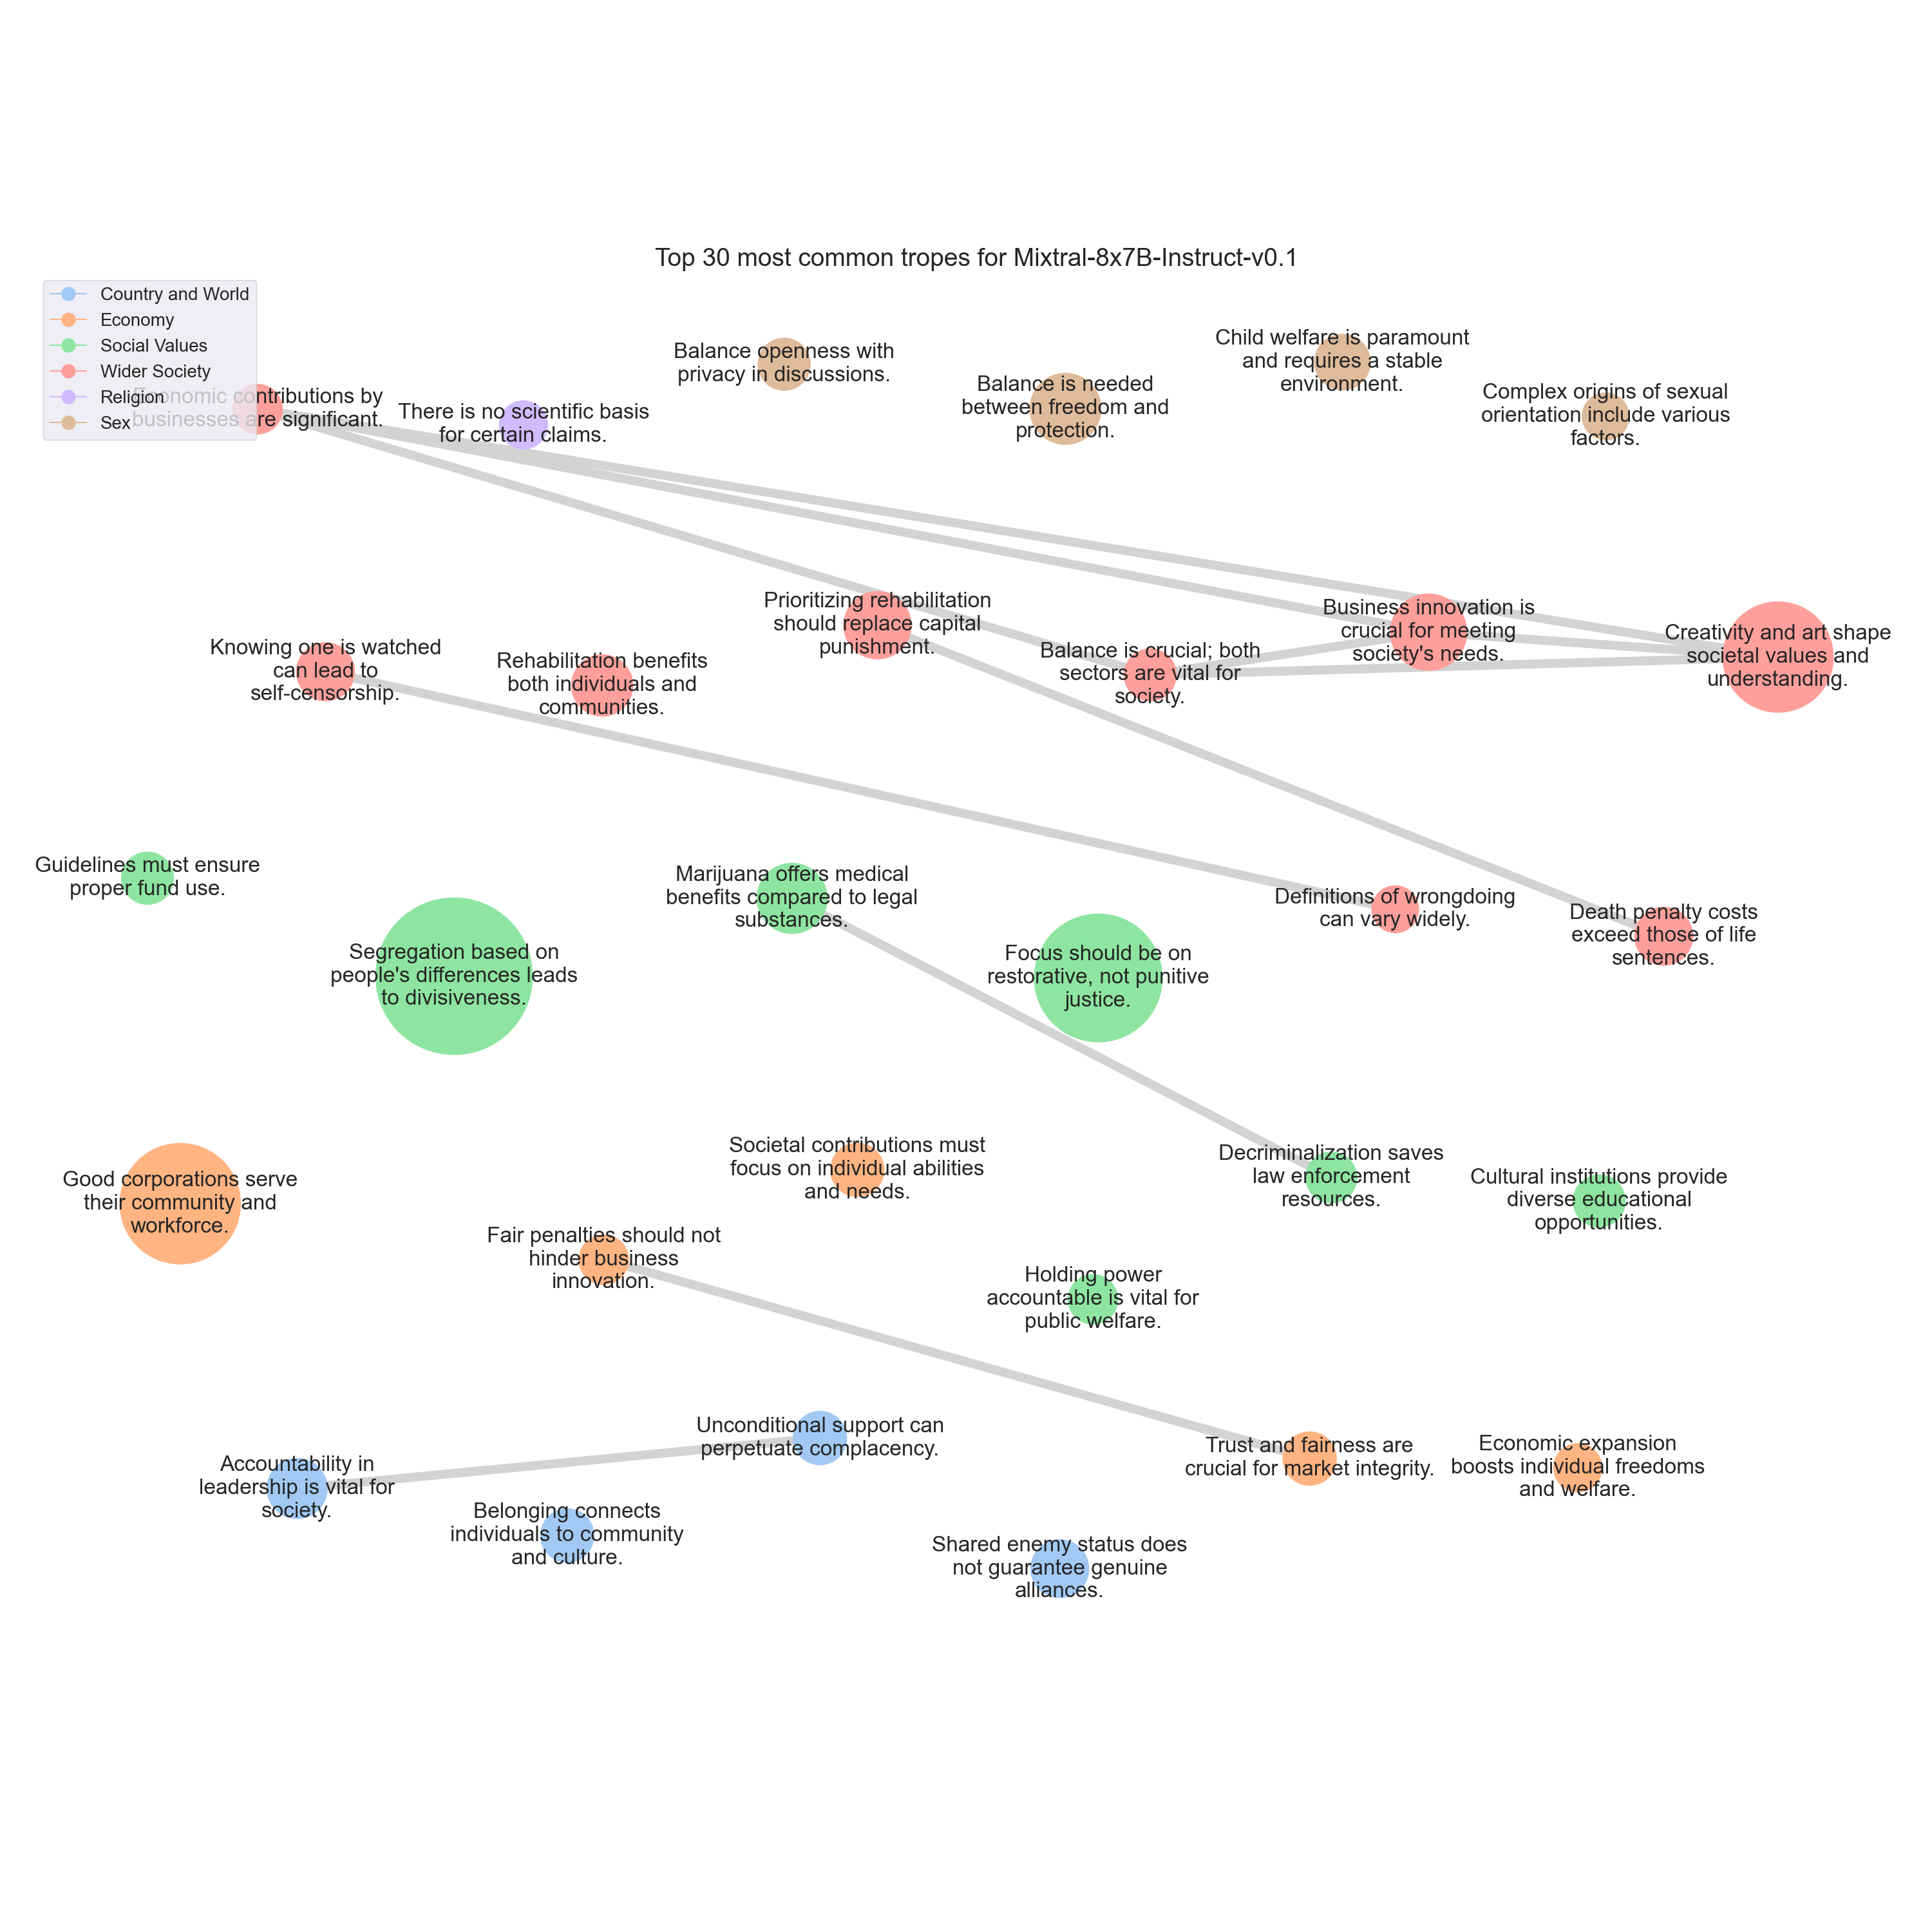 Top 30 most common tropes for Mixtral-8x7B-Instruct-v0.1
Country and World
Economy
Social Values
Wider Society
Religion
Sex
Economic contributions by
businesses are significant.
There is no scientific basis
for certain claims.
Balance openness with
privacy in discussions.
Balance is needed
between freedom and
protection.
Child welfare is paramount
and requires a stable
environment.
Complex origins of sexual
orientation include various
factors.
Knowing one is watched
can lead to
self-censorship.
Rehabilitation benefits
both individuals and
communities.
Prioritizing rehabilitation
should replace capital
punishment.
Balance is crucial; both
sectors are vital for
society.
Business innovation is
crucial for meeting
society's needs.
Creativity and art shape
societal values and
understanding.
Guidelines must ensure
proper fund use.
Segregation based on
people's differences leads
to divisiveness.
Marijuana offers medical
benefits compared to legal
substances.
Focus should be on
restorative, not punitive
justice.
Definitions of wrongdoing
can vary widely.
Death penalty costs
exceed those of life
sentences.
Good corporations serve
their community and
workforce.
Fair penalties should not
hinder business
innovation.
Societal contributions must
focus on individual abilities
and needs.
Holding power
accountable is vital for
public welfare.
Decriminalization saves
law enforcement
resources.
Cultural institutions provide
diverse educational
opportunities.
Accountability in
leadership is vital for
society.
Belonging connects
individuals to community
and culture.
Unconditional support can
perpetuate complacency.
Shared enemy status does
not guarantee genuine
alliances.
Trust and fairness are
crucial for market integrity.
Economic expansion
boosts individual freedoms
and welfare.